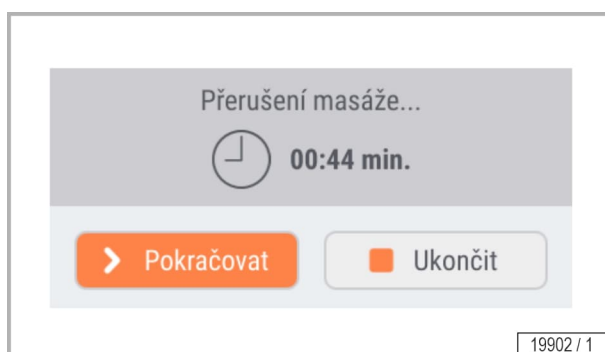 Přerušení masáže...
00:44 min.
Pokračovat
Ukončit
19902 / 1